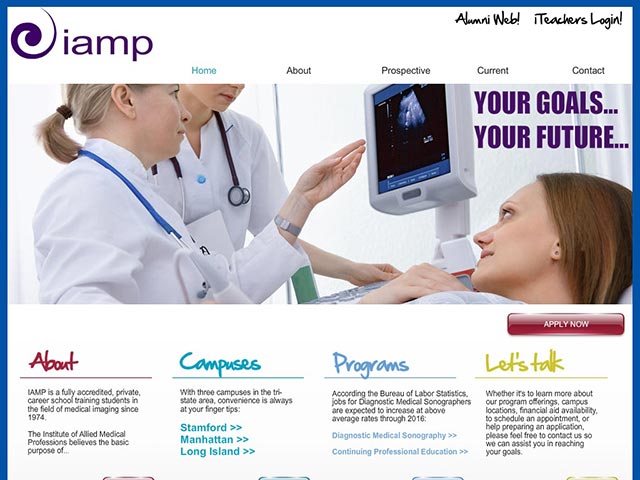 Alumni Web! iTeachers Login!
iamp
Home About Prospective Current Contact
YOUR GOALS...
YOUR FUTURE...
APPLY NOW
About
IAMP is a fully accredited, private,
career school training students in
the field of medical imaging since
1974.
The Institute of Allied Medical
Professions believes the basic
purpose of...
Campuses
With three campuses in the tri-
state area, convenience is always
at your finger tips:
Stamford >>
Manhattan >>
Long Island >>
Programs
According the Bureau of Labor Statistics,
jobs for Diagnostic Medical Sonographers
are expected to increase at above
average rates through 2016:
Diagnostic Medical Sonography >>
Continuing Professional Education >>
Let's talk
Whether it's to learn more about
our program offerings, campus
locations, financial aid availability,
to schedule an appointment, or
help preparing an application,
please feel free to contact us so
we can assist you in reaching
your goals.